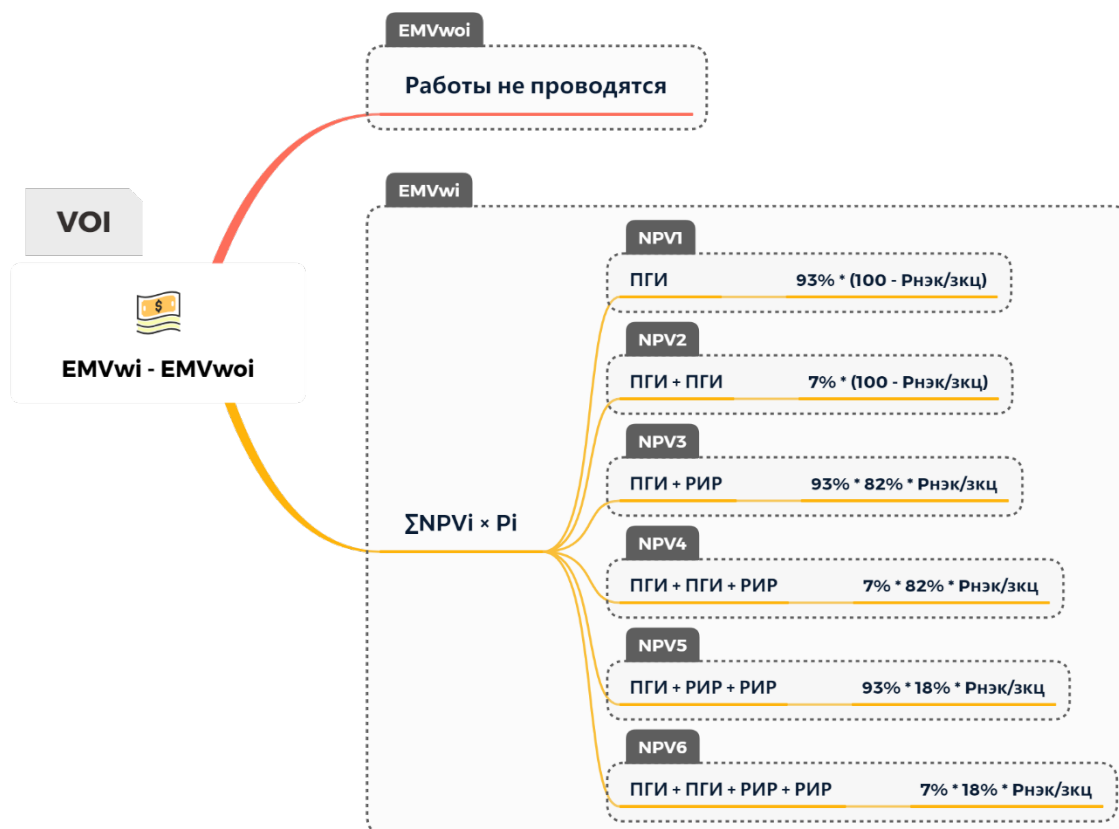 EMVwoi
Работы не проводятся
EMVwi
VOI
$
EMVwi - EMVwoi
∑NPVi × Pi
NPV1
ПГИ 93% * (100 - Рнэк/зкц)
NPV2
ПГИ + ПГИ 7% * (100 - Рнэк/зкц)
NPV3
ПГИ + РИР 93% * 82% * Рнэк/зкц
NPV4
ПГИ + ПГИ + РИР 7% * 82% * Рнэк/зкц
NPV5
ПГИ + РИР + РИР 93% * 18% * Рнэк/зкц
NPV6
ПГИ + ПГИ + РИР + РИР 7% * 18% * Рнэк/зкц